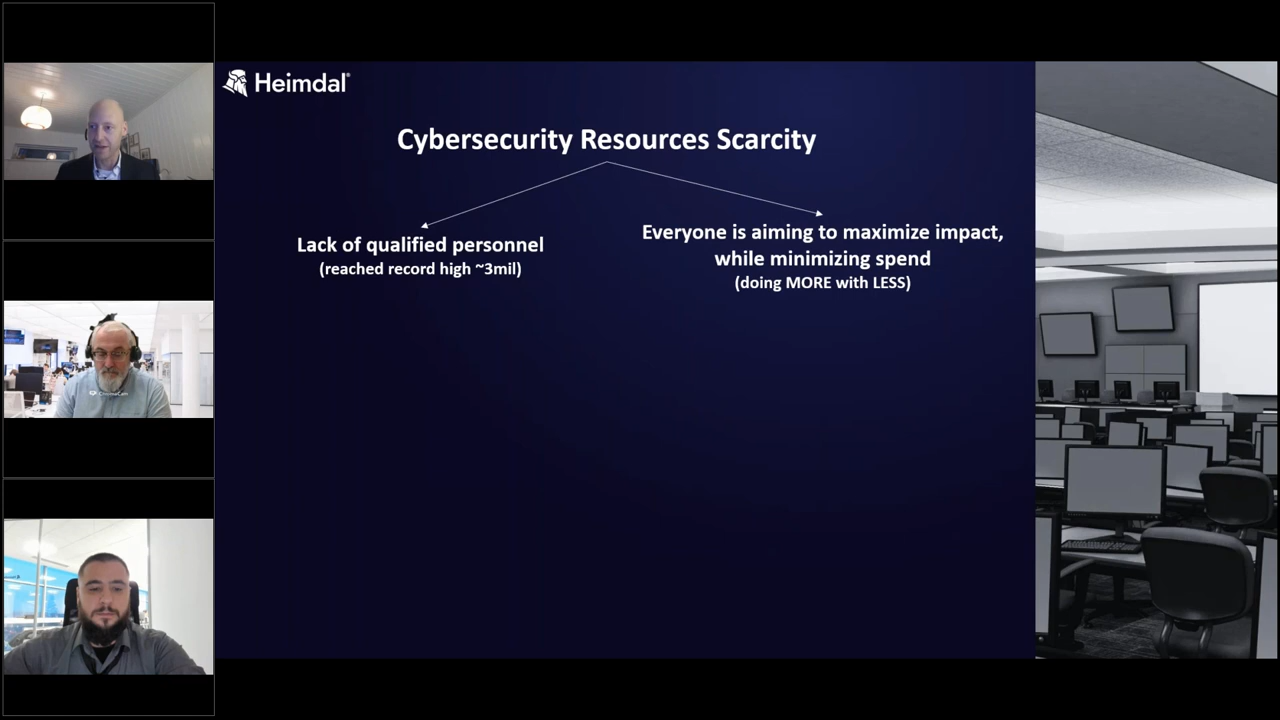 Heimdal®
Cybersecurity Resources Scarcity
Lack of qualified personnel
(reached record high ~3mil)
Everyone is aiming to maximize impact,
while minimizing spend
(doing MORE with LESS)
ChromaCam